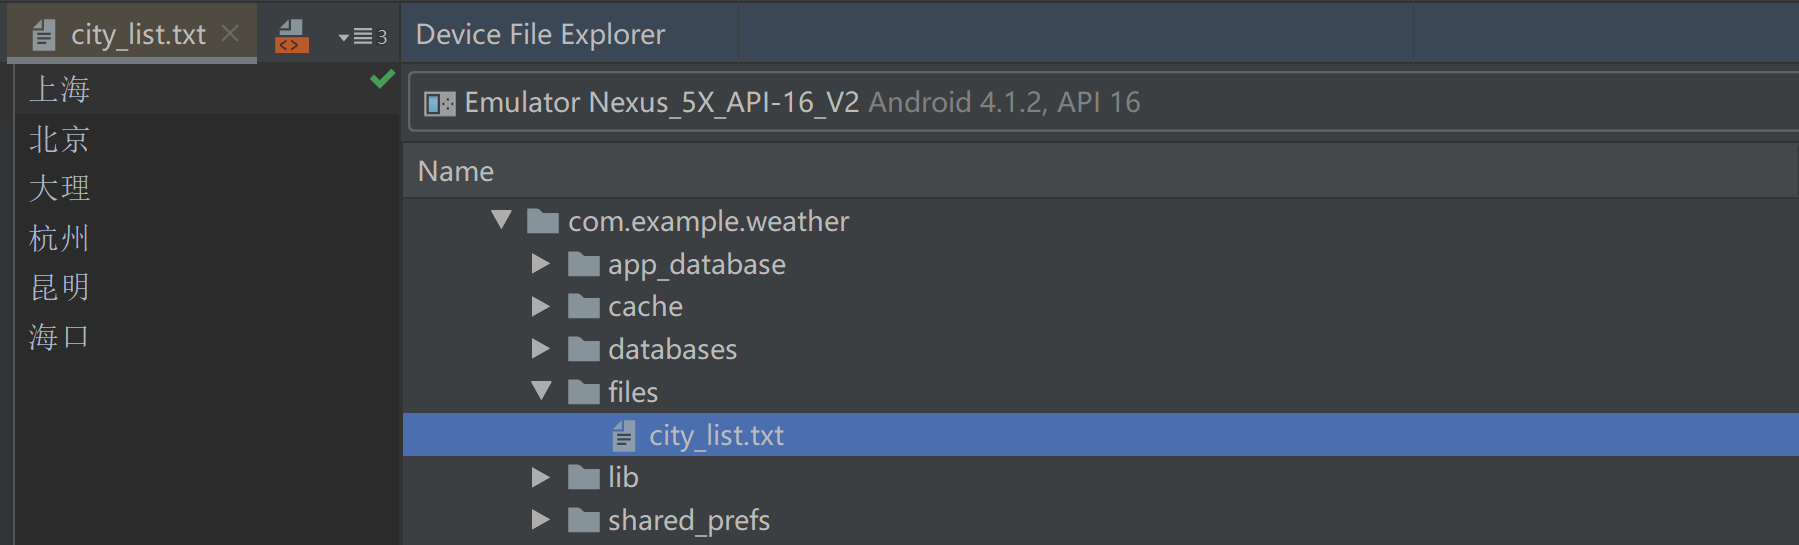 city_list.txt
3
上海
北京
大理
杭州
昆明
海口
Device File Explorer
Emulator Nexus_5X_API-16_V2 Android 4.1.2, API 16
Name
com.example.weather
app_database
cache
databases
files
city_list.txt
lib
shared_prefs